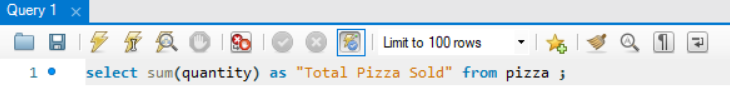 Query 1
Limit to 100 rows
1 select sum(quantity) as "Total Pizza Sold" from pizza ;